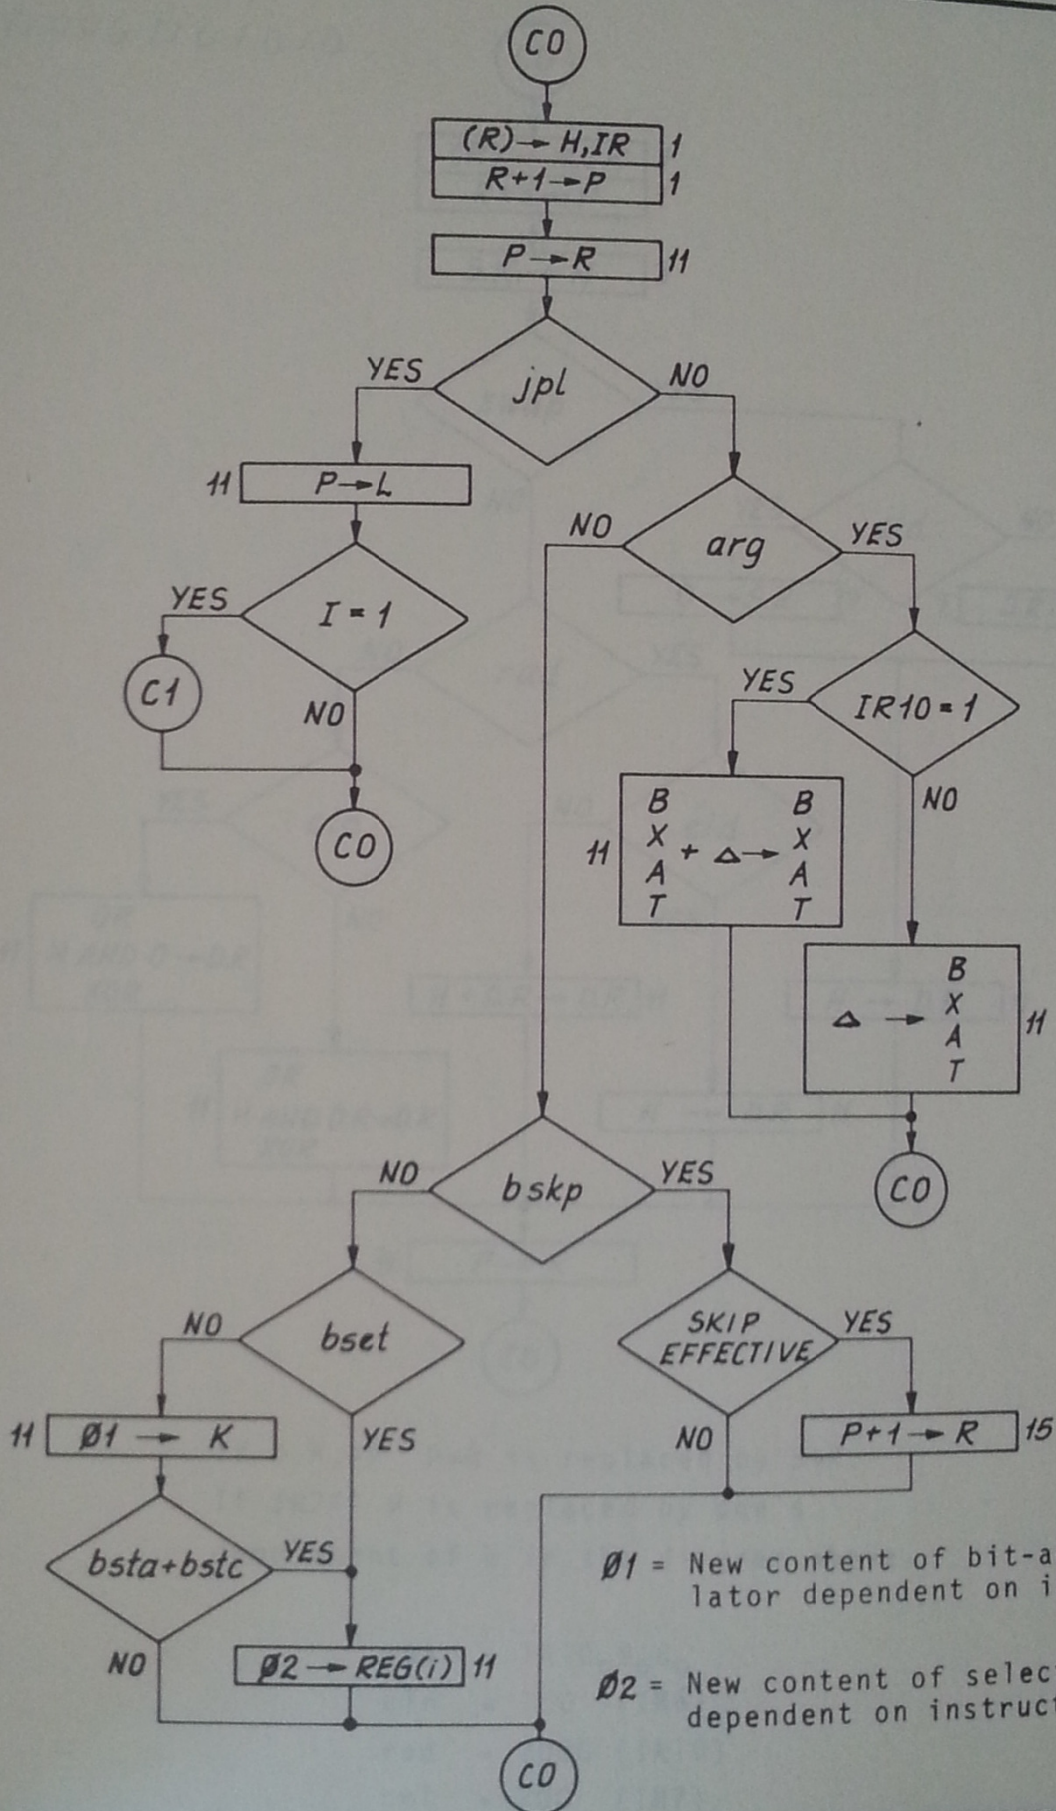 CO
(R)→ H,IR 1
R+1→P 1
P→R 11
jpl
YES
NO
11 P→L
arg
NO
YES
I = 1
YES
NO
C1
CO
IR10 = 1
YES
NO
11
B B
X X
+ △→
A A
T T
B
X
△ →
A
T
11
CO
bskp
NO
YES
bset
NO
YES
SKIP
EFFECTIVE
YES
NO
11 Ø1 → K
P+1→R 15
bsta+bstc
YES
NO
Ø2→REG(i) 11
Ø1 = New content of bit-a
lator dependent on i
Ø2 = New content of selec
dependent on instruct
CO